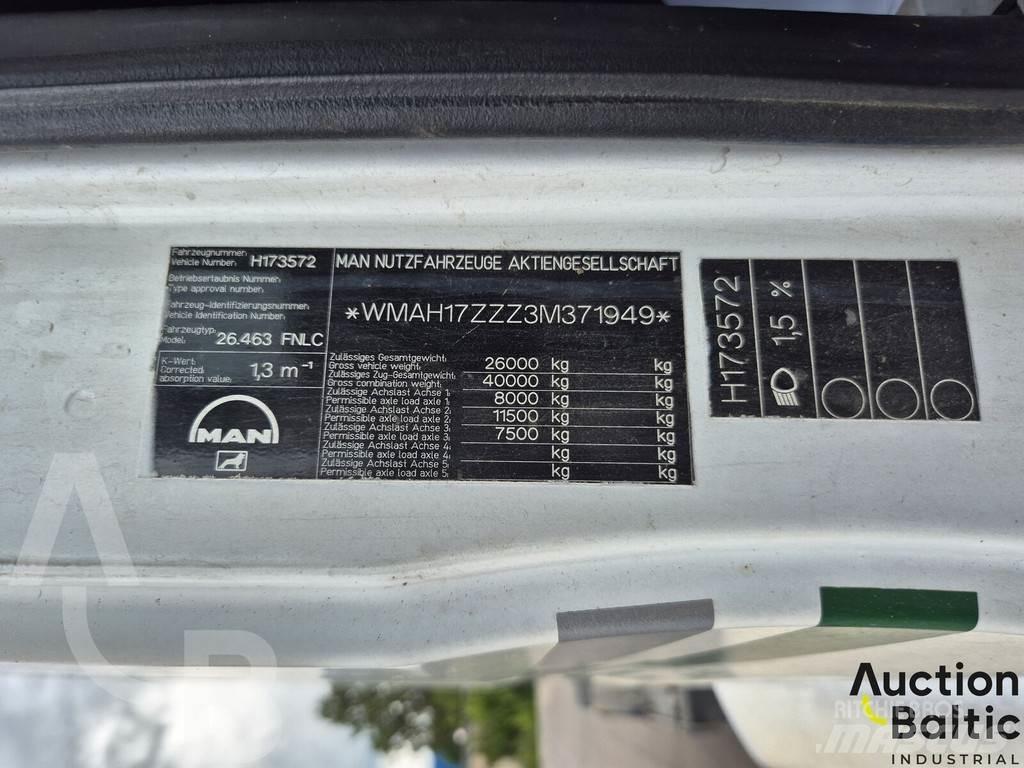 Fahrzeugnummer:
Vehicle Number: H173572
Betriebserlaubnis Nummer:
Type approval number:
Fahrzeug-Identifizierungsnummer:
Vehicle Identification Number:
Fahrzeugtyp:
Model: 26.463 FNLC
K-Wert:
Corrected absorption value: 1,3 m⁻¹
MAN
MAN NUTZFAHRZEUGE AKTIENGESELLSCHAFT
*WMAH17ZZZ3M371949*
Zulässiges Gesamtgewicht:
Gross vehicle weight: 26000 kg kg
Zulässiges Zug-Gesamtgewicht:
Gross combination weight: 40000 kg kg
Zulässige Achslast Achse 1:
Permissible axle load axle 1: 8000 kg kg
Zulässige Achslast Achse 2:
Permissible axle load axle 2: 11500 kg kg
Zulässige Achslast Achse 3:
Permissible axle load axle 3: 7500 kg kg
Zulässige Achslast Achse 4:
Permissible axle load axle 4: kg kg
Zulässige Achslast Achse 5:
Permissible axle load axle 5: kg kg
H173572
1,5 %
Auction
Baltic
INDUSTRIAL
RITCHIE BROS
MASCUS